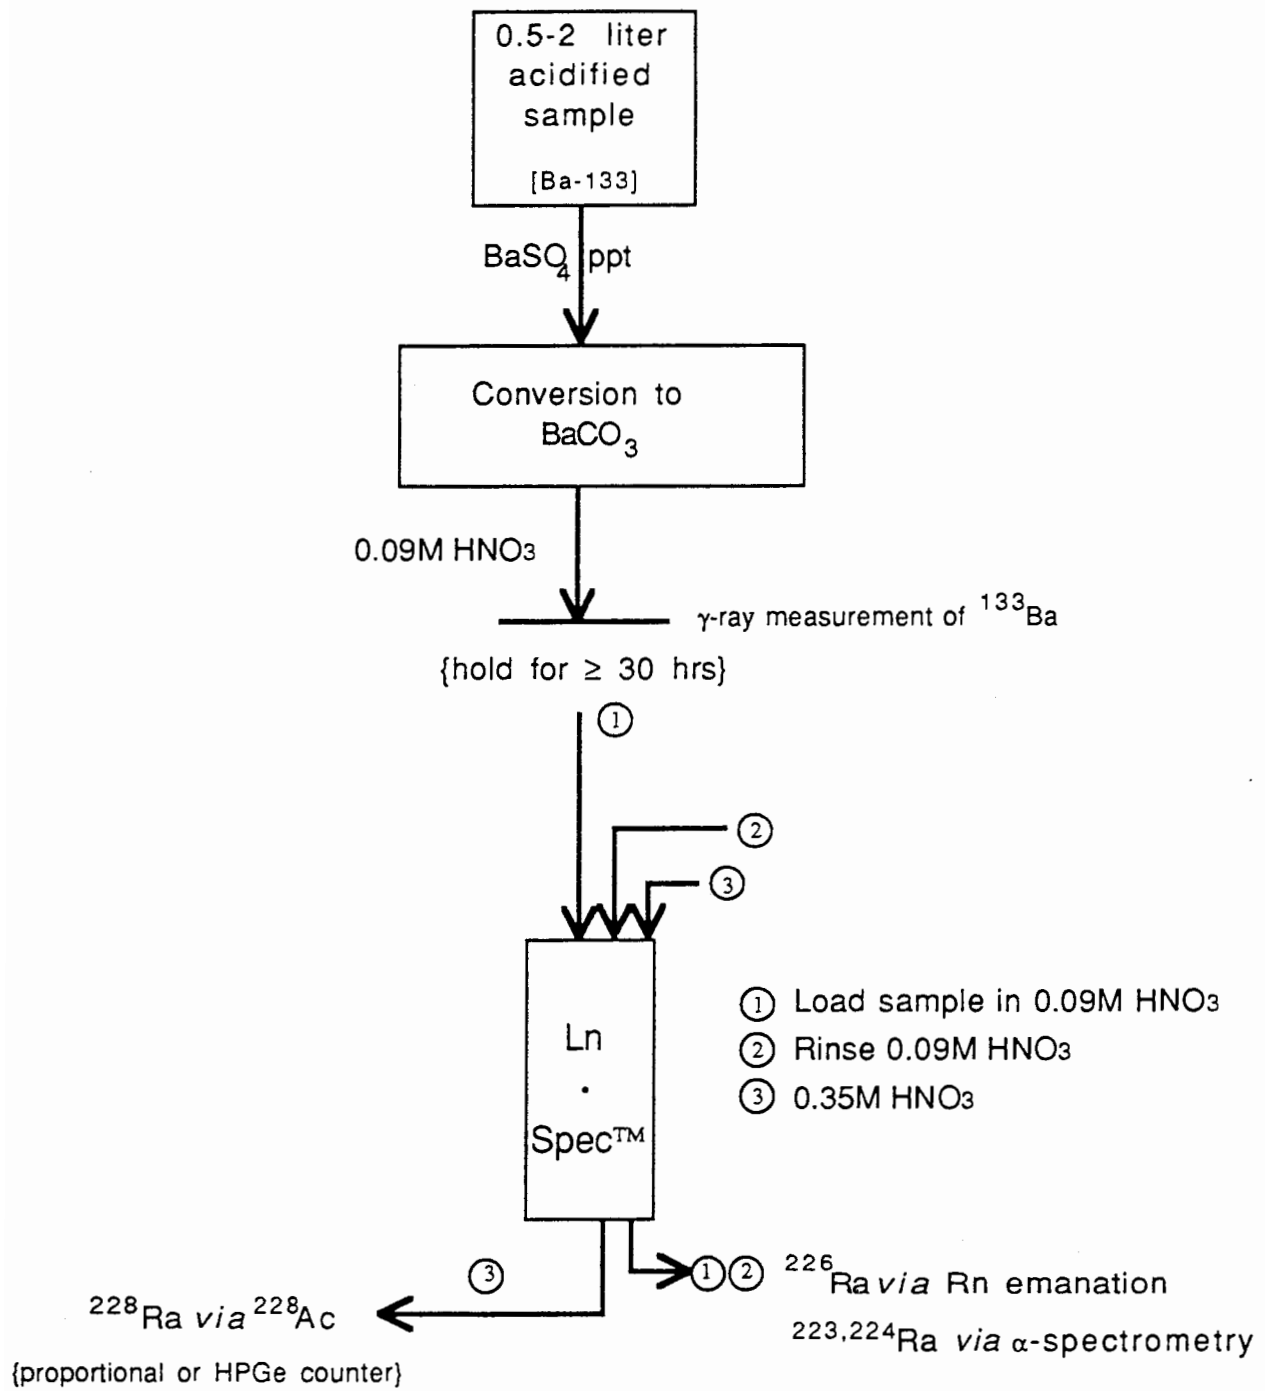 0.5-2 liter
acidified
sample
[Ba-133]
BaSO4 ppt
Conversion to
BaCO3
0.09M HNO3
γ-ray measurement of 133Ba
{hold for ≥ 30 hrs}
1
2
3
Ln
·
Spec™
1 Load sample in 0.09M HNO3
2 Rinse 0.09M HNO3
3 0.35M HNO3
3
1 2 226Ra via Rn emanation
228Ra via 228Ac
223,224Ra via α-spectrometry
{proportional or HPGe counter}